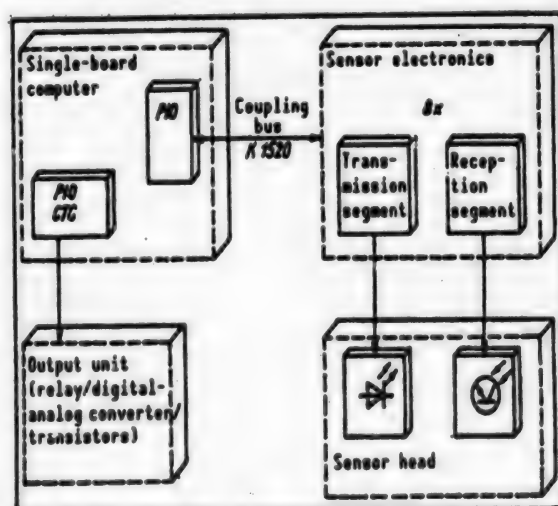 Single-board
computer
PIO
PIO
CTC
Coupling
bus
K 1520
Sensor electronics
8x
Trans-
mission
segment
Recep-
tion
segment
Output unit
(relay/digital-
analog converter/
transistors)
Sensor head